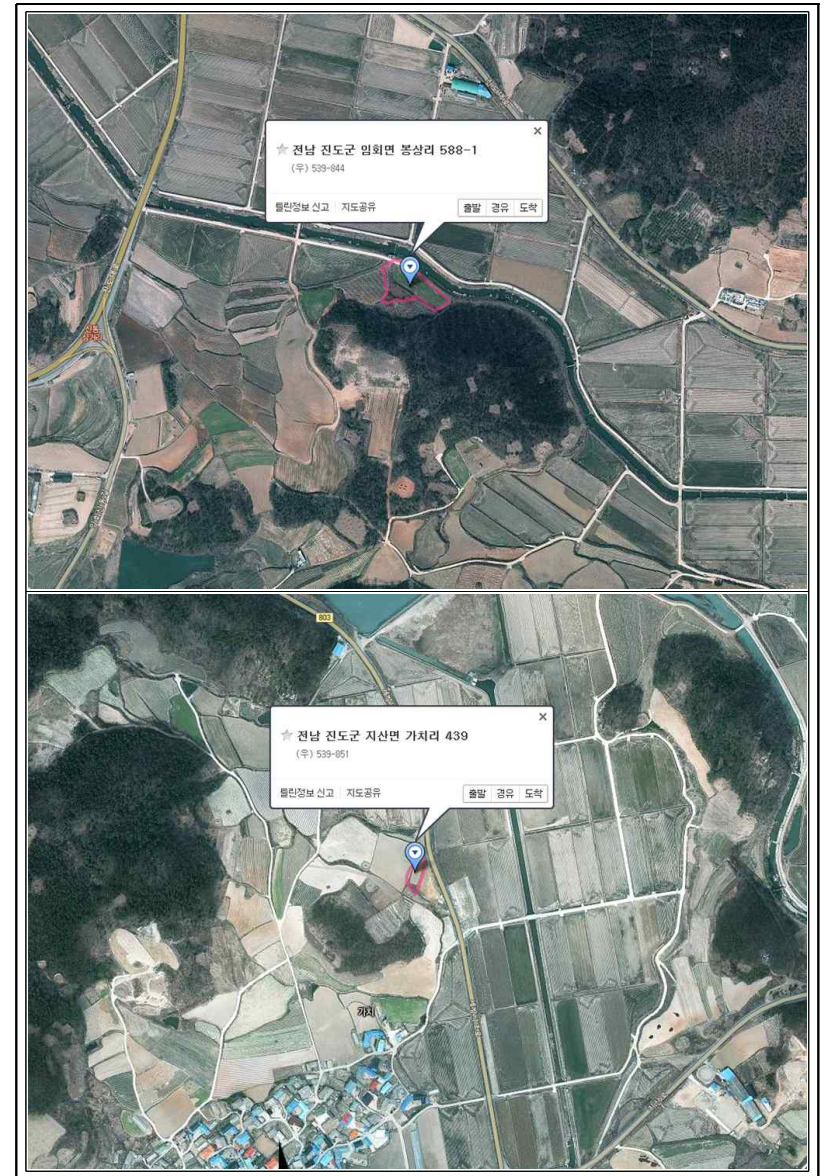 전남 진도군 임회면 봉상리 588-1
(우) 539-844
틀린정보 신고 지도공유 출발 경유 도착
803
전남 진도군 지산면 가치리 439
(우) 539-851
틀린정보 신고 지도공유 출발 경유 도착
가치